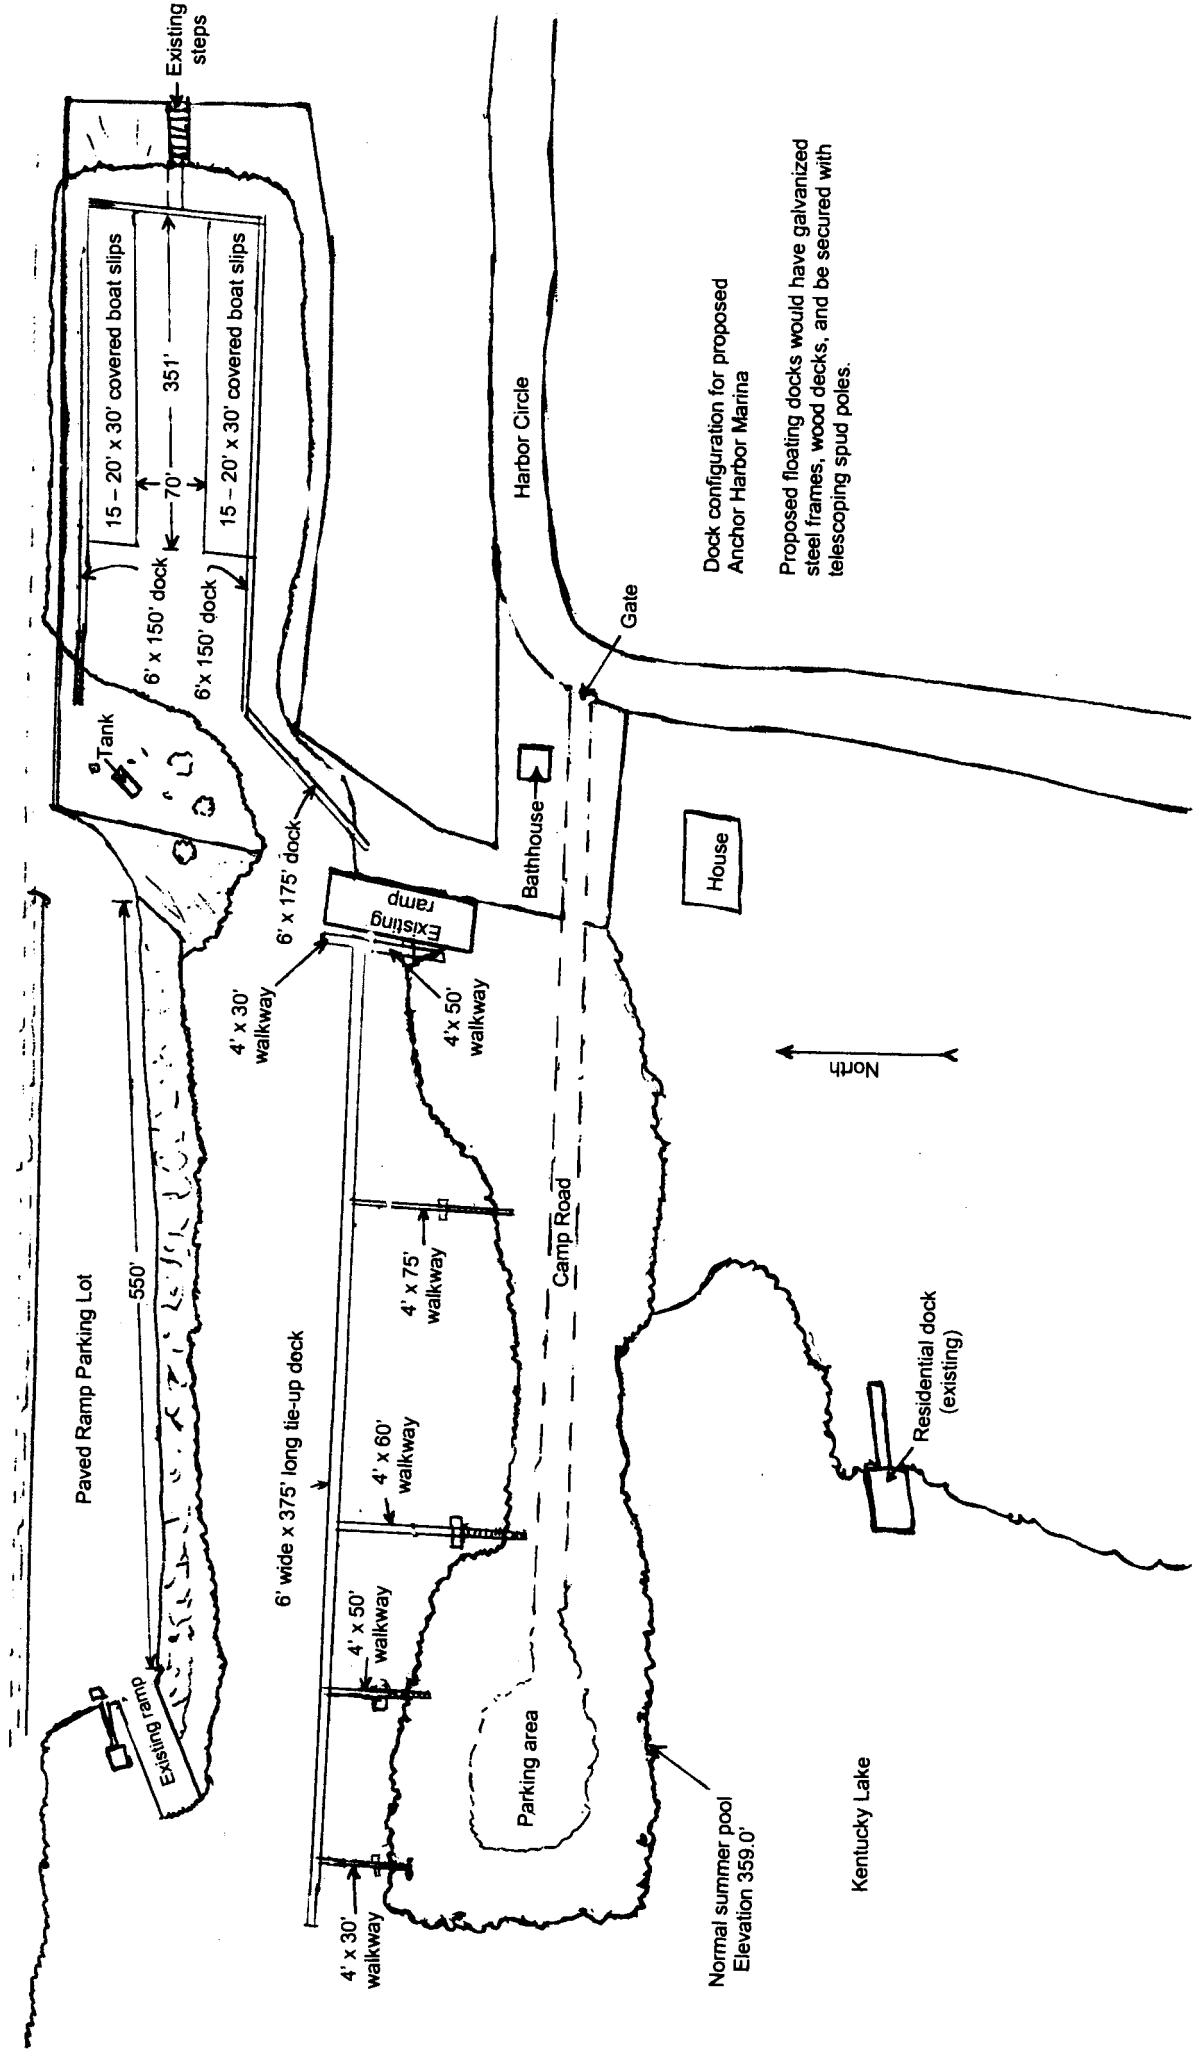 Existing
steps
15 – 20' x 30' covered boat slips
351'
70'
15 – 20' x 30' covered boat slips
6' x 150' dock
6'x 150' dock
Tank
6' x 175' dock
Existing
ramp
4' x 30'
walkway
4'x 50'
walkway
Paved Ramp Parking Lot
550'
Existing ramp
6' wide x 375' long tie-up dock
4' x 75'
walkway
4' x 60'
walkway
4' x 50'
walkway
4' x 30'
walkway
Harbor Circle
Gate
Bathhouse
House
Camp Road
Parking area
North
Residential dock
(existing)
Normal summer pool
Elevation 359.0'
Kentucky Lake
Dock configuration for proposed
Anchor Harbor Marina
Proposed floating docks would have galvanized
steel frames, wood decks, and be secured with
telescoping spud poles.